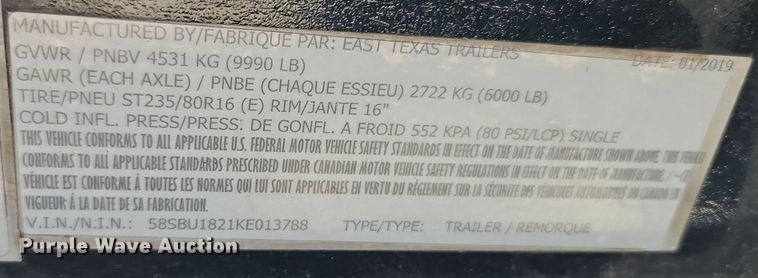 MANUFACTURED BY/FABRIQUE PAR: EAST TEXAS TRAILERS
GVWR / PNBV 4531 KG (9990 LB) DATE: 01/2019
GAWR (EACH AXLE) / PNBE (CHAQUE ESSIEU) 2722 KG (6000 LB)
TIRE/PNEU ST235/80R16 (E) RIM/JANTE 16"
COLD INFL. PRESS/PRESS: DE GONFL. A FROID 552 KPA (80 PSI/LCP) SINGLE
THIS VEHICLE CONFORMS TO ALL APPLICABLE U.S. FEDERAL MOTOR VEHICLE SAFETY STANDARDS IN EFFECT ON THE DATE OF MANUFACTURE SHOWN ABOVE. THIS VEHICLE
CONFORMS TO ALL APPLICABLE STANDARDS PRESCRIBED UNDER CANADIAN MOTOR VEHICLE SAFETY REGULATIONS IN EFFECT ON THE DATE OF MANUFACTURE/-CE
VÉHICLE EST CONFORME Á TOUTES LES NORMES QUI LUI SONT APPLICABLES EN VERTU DU RÈGLEMENT SUR LA SÉCURITÉ DES VÉHICULES AUTOMOBILES DU CANADA EN
VIGUEUR Á LA DATE DE SA FABRICATION.
V.I.N./N.I.N: 58SBU1821KE013788 TYPE/TYPE: TRAILER / REMORQUE
Purple Wave Auction